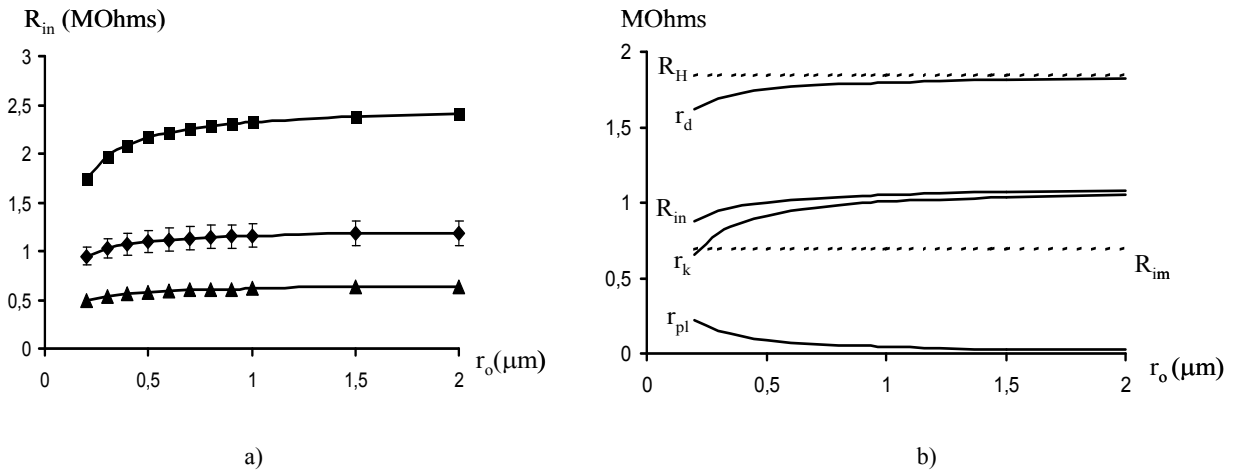 R_in (MOhms)
3
2,5
2
1,5
1
0,5
0
0 0,5 1 1,5 2
r_o (μm)
a)
MOhms
2
1,5
1
0,5
0
R_H
r_d
R_in
r_k
R_im
r_pl
0 0,5 1 1,5 2
r_o (μm)
b)